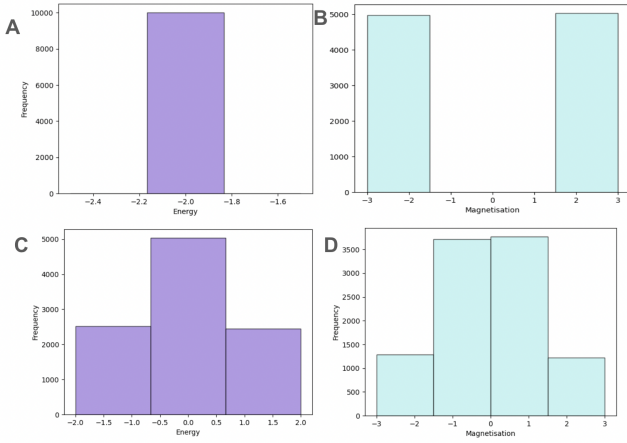 A
10000
8000
6000
4000
2000
0
Frequency
−2.4 −2.2 −2.0 −1.8 −1.6
Energy
B
5000
4000
3000
2000
1000
0
Frequency
−3 −2 −1 0 1 2 3
Magnetisation
C
5000
4000
3000
2000
1000
0
Frequency
−2.0 −1.5 −1.0 −0.5 0.0 0.5 1.0 1.5 2.0
Energy
D
3500
3000
2500
2000
1500
1000
500
0
Frequency
−3 −2 −1 0 1 2 3
Magnetisation